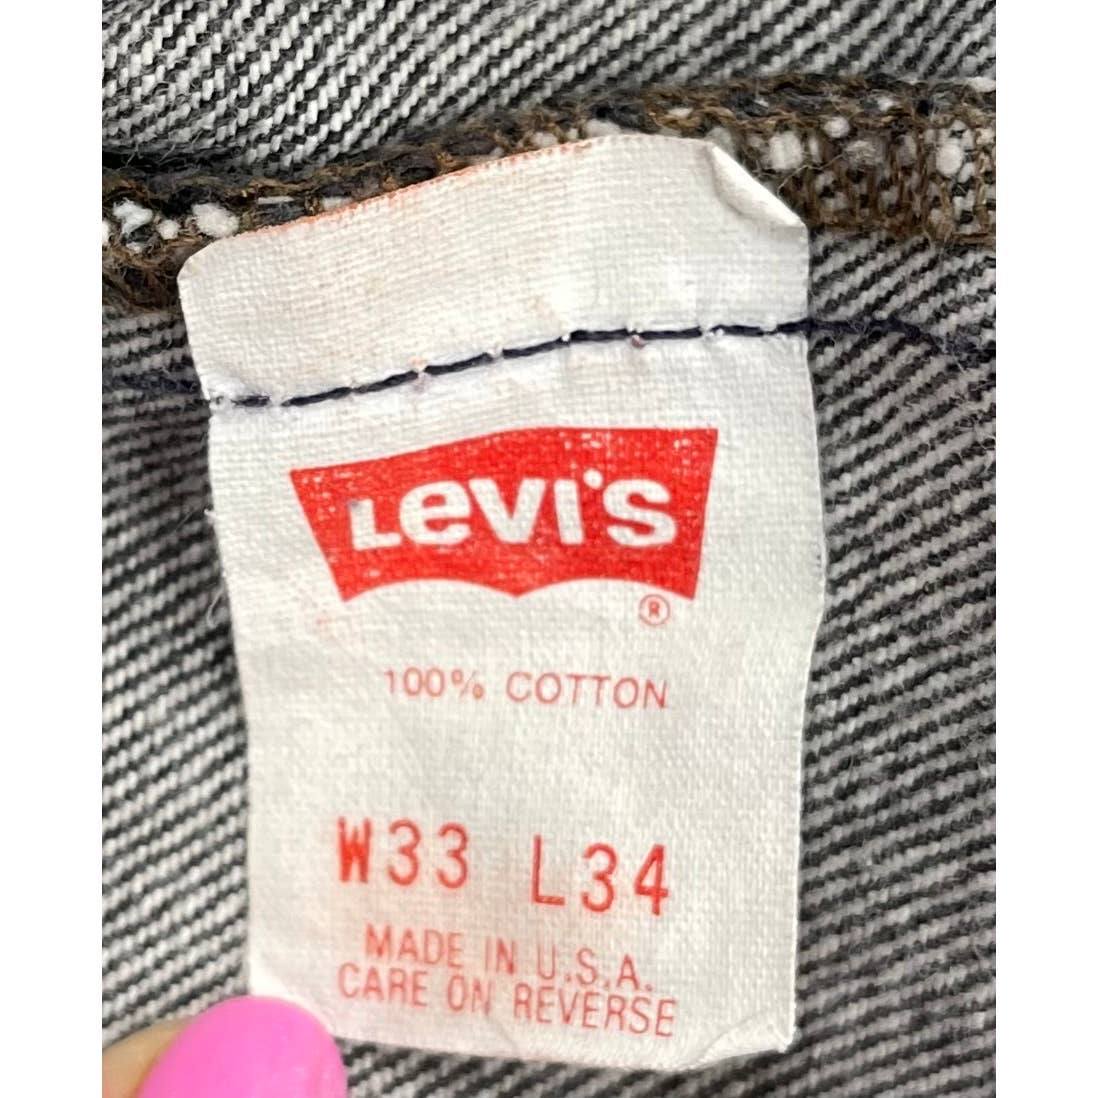 Levi's
®
100% COTTON
W33 L34
MADE IN U.S.A.
CARE ON REVERSE